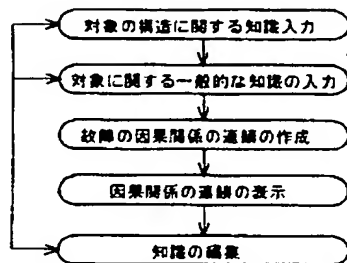 対象の構造に関する知識入力
対象に関する一般的な知識の入力
故障の因果関係の連鎖の作成
因果関係の連鎖の表示
知識の編集